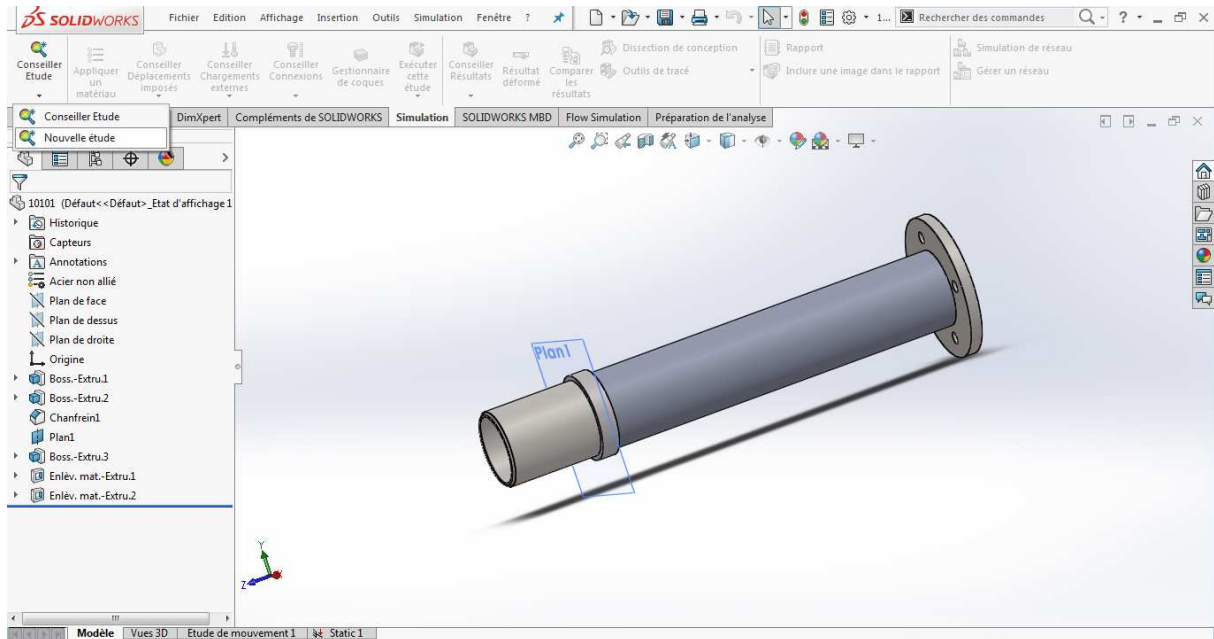 SOLIDWORKS Fichier Edition Affichage Insertion Outils Simulation Fenêtre ? 1... Rechercher des commandes ?
Conseiller Etude
Appliquer un matériau
Conseiller Déplacements imposés
Conseiller Chargements externes
Conseiller Connexions
Gestionnaire de coques
Exécuter cette étude
Conseiller Résultats
Résultat déformé
Comparer les résultats
Dissection de conception
Outils de tracé
Rapport
Inclure une image dans le rapport
Simulation de réseau
Gérer un réseau
Conseiller Etude
Nouvelle étude
DimXpert Compléments de SOLIDWORKS Simulation SOLIDWORKS MBD Flow Simulation Préparation de l'analyse
10101 (Défaut<<Défaut>_Etat d'affichage 1
Historique
Capteurs
Annotations
Acier non allié
Plan de face
Plan de dessus
Plan de droite
Origine
Boss.-Extru.1
Boss.-Extru.2
Chanfrein1
Plan1
Boss.-Extru.3
Enlèv. mat.-Extru.1
Enlèv. mat.-Extru.2
Plan1
Y
Z
Modèle Vues 3D Etude de mouvement 1 Static 1